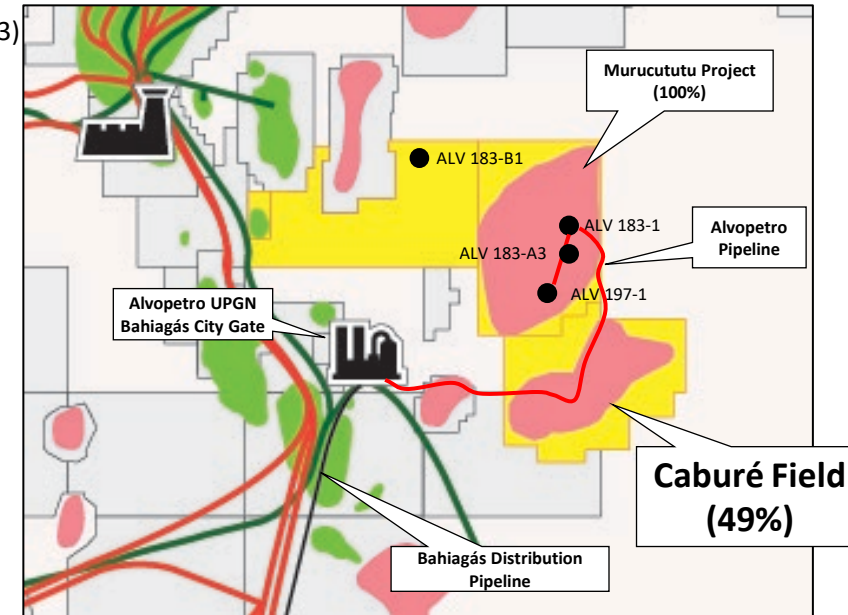 3)
Murucututu Project
(100%)
ALV 183-B1
ALV 183-1
Alvopetro
Pipeline
ALV 183-A3
ALV 197-1
Alvopetro UPGN
Bahiagás City Gate
Caburé Field
(49%)
Bahiagás Distribution
Pipeline